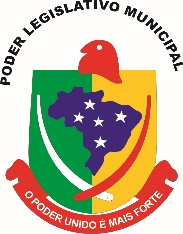 PODER LEGISLATIVO MUNICIPAL
O PODER UNIDO É MAIS FORTE